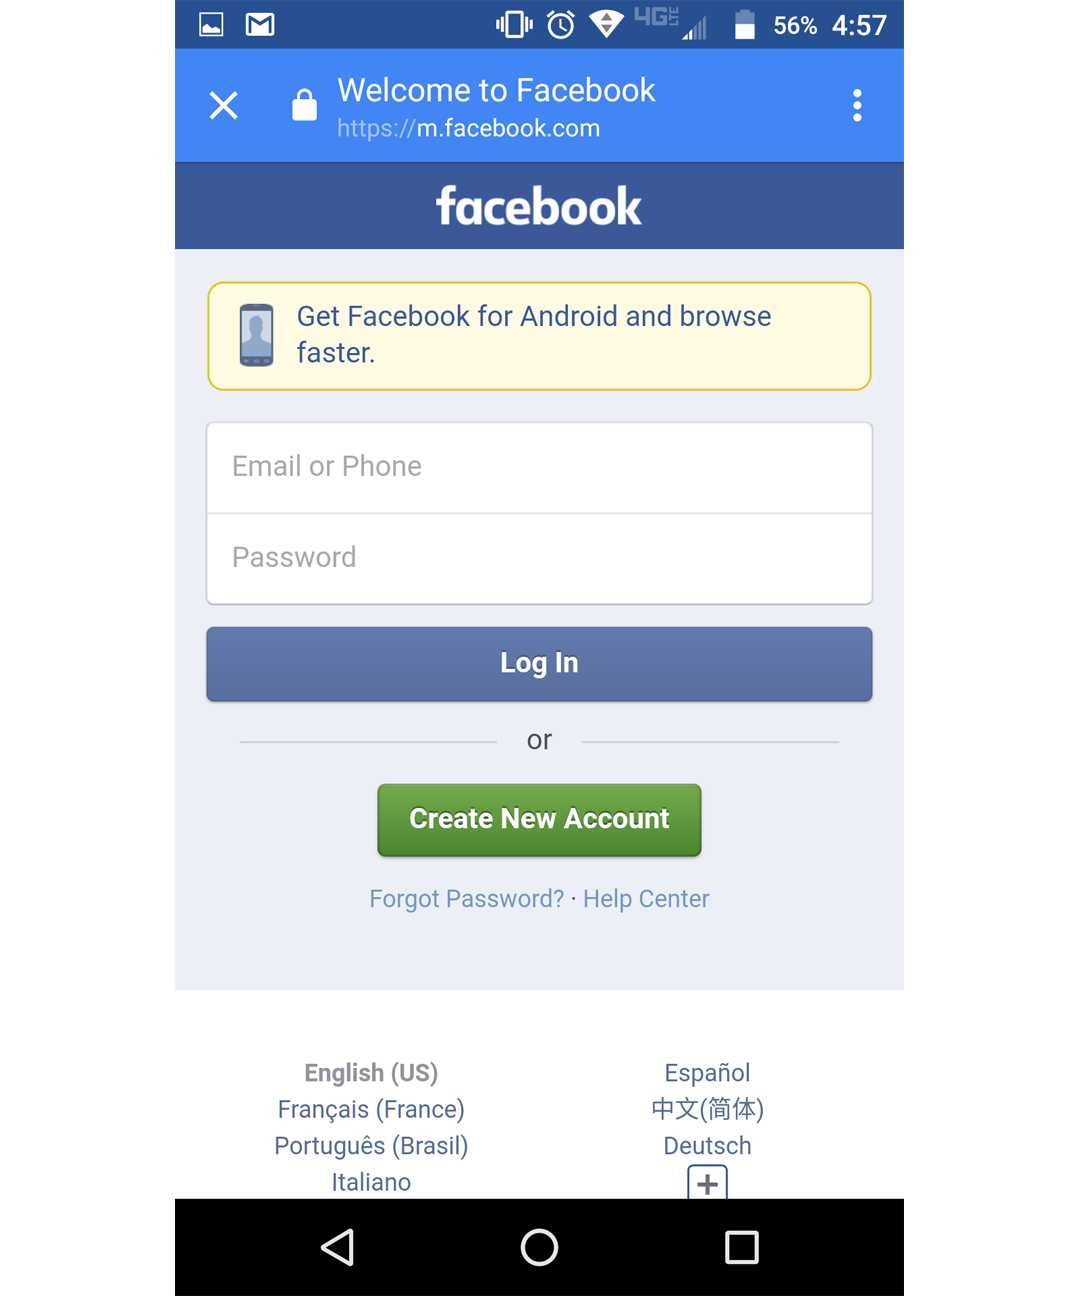 4G LTE 56% 4:57
Welcome to Facebook
https://m.facebook.com
facebook
Get Facebook for Android and browse
faster.
Email or Phone
Password
Log In
or
Create New Account
Forgot Password? · Help Center
English (US) Español
Français (France) 中文(简体)
Português (Brasil) Deutsch
Italiano +